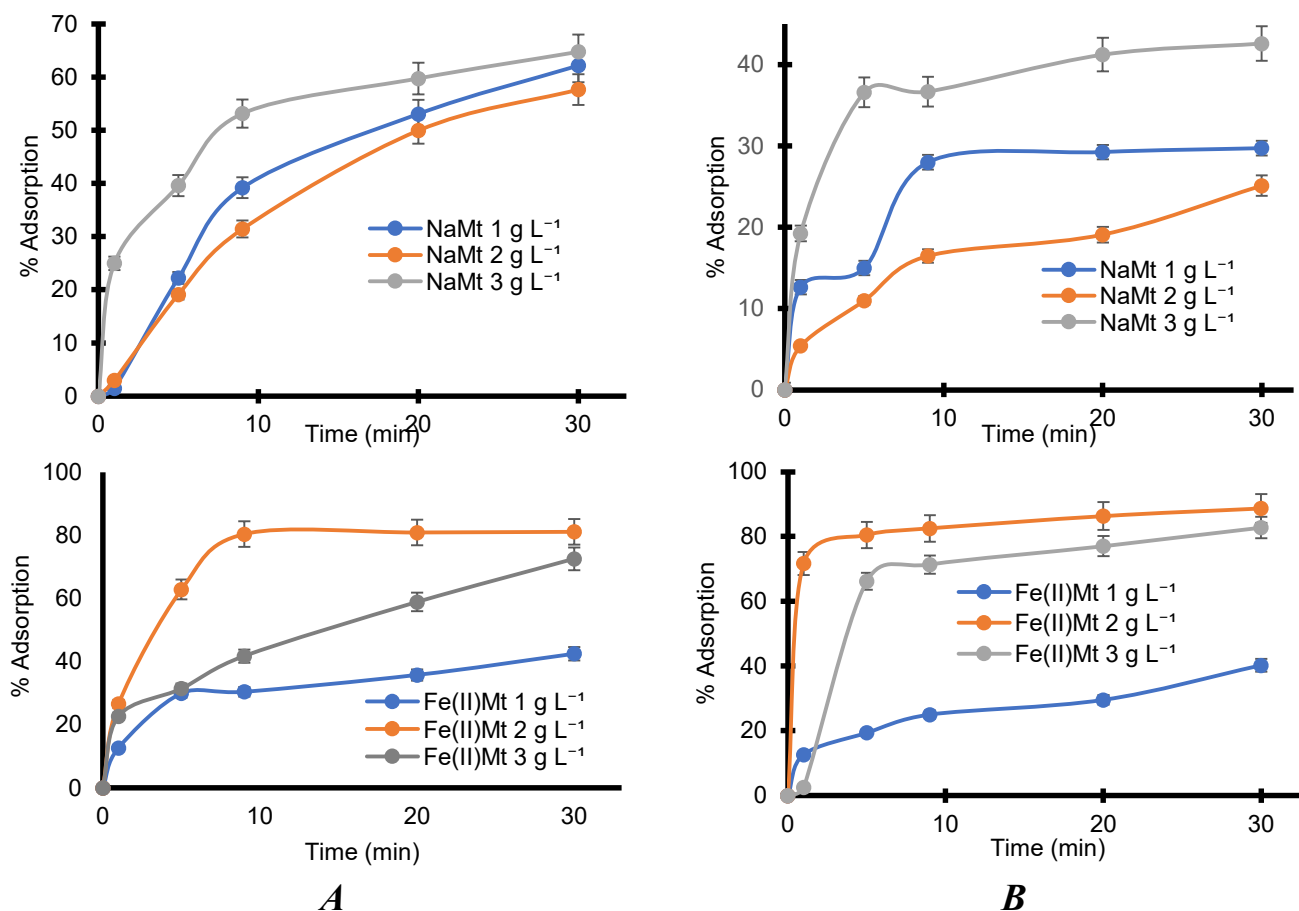 70
60
50
40
30
20
10
0
% Adsorption
NaMt 1 g L⁻¹
NaMt 2 g L⁻¹
NaMt 3 g L⁻¹
0 10 20 30
Time (min)
40
30
20
10
0
% Adsorption
NaMt 1 g L⁻¹
NaMt 2 g L⁻¹
NaMt 3 g L⁻¹
0 10 20 30
Time (min)
100
80
60
40
20
0
% Adsorption
Fe(II)Mt 1 g L⁻¹
Fe(II)Mt 2 g L⁻¹
Fe(II)Mt 3 g L⁻¹
0 10 20 30
Time (min)
A
100
80
60
40
20
0
% Adsorption
Fe(II)Mt 1 g L⁻¹
Fe(II)Mt 2 g L⁻¹
Fe(II)Mt 3 g L⁻¹
0 10 20 30
Time (min)
B